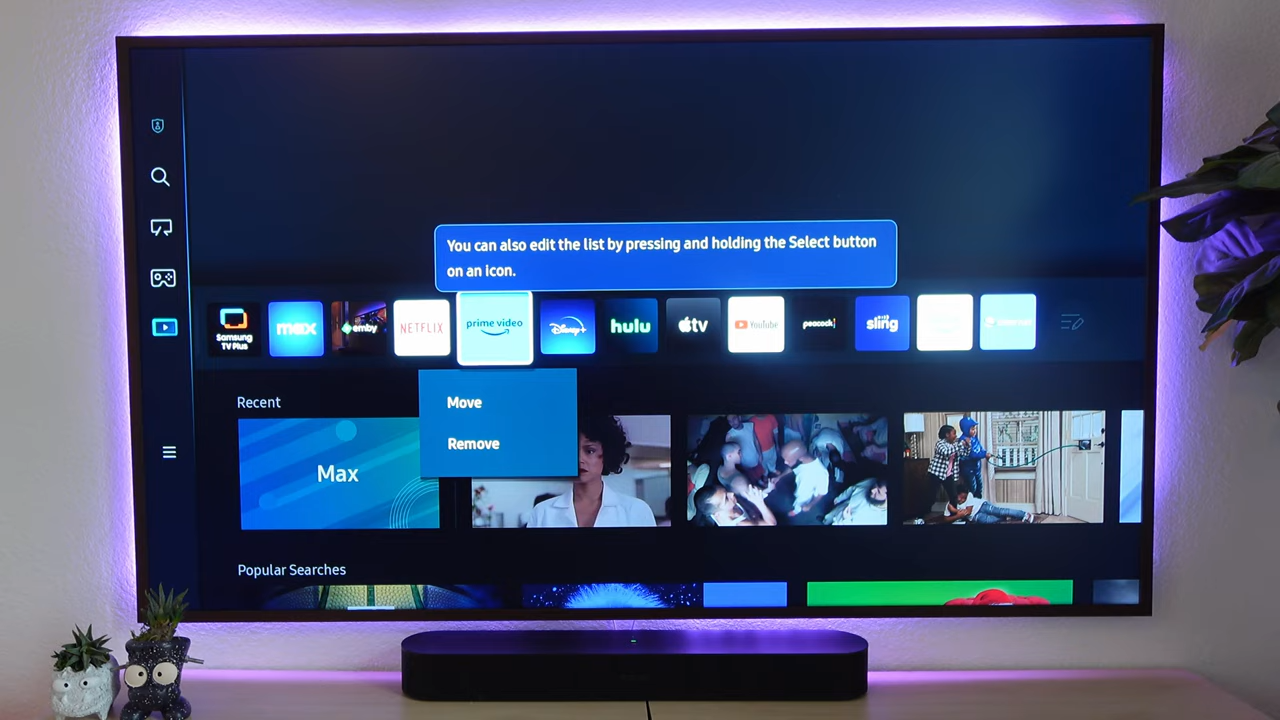 You can also edit the list by pressing and holding the Select button
on an icon.
Samsung
TV Plus
max
emby
NETFLIX
prime video
Disney+
hulu
tv
YouTube
peacock
sling
Move
Remove
Recent
Max
Popular Searches